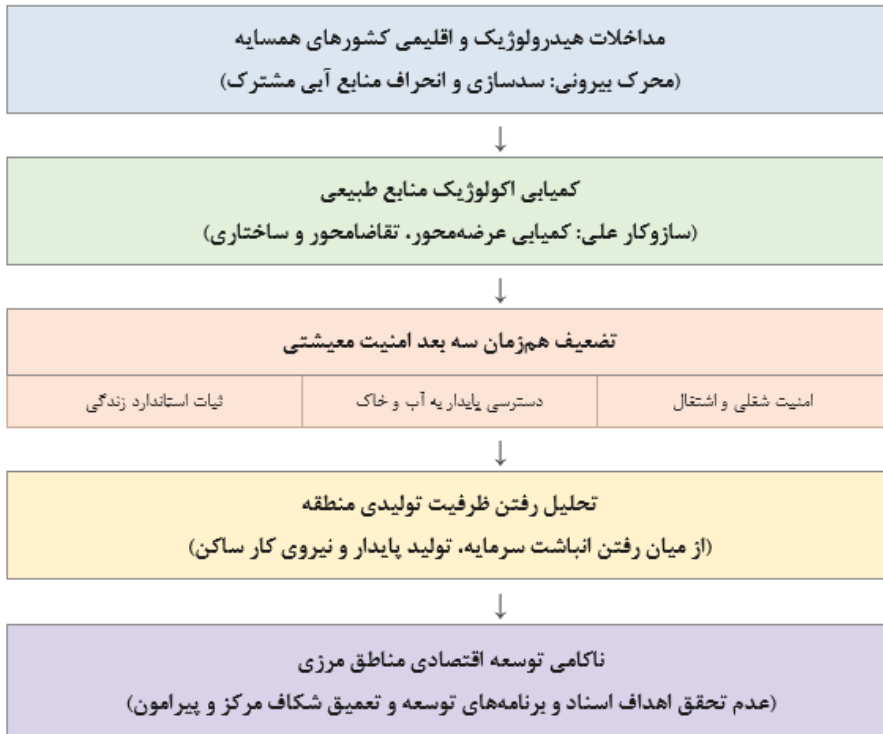 مداخلات هیدرولوژیک و اقلیمی کشورهای همسایه
(محرک بیرونی: سدسازی و انحراف منابع آبی مشترک)
↓
کمیابی اکولوژیک منابع طبیعی
(سازوکار علی: کمیابی عرضه‌محور، تقاضامحور و ساختاری)
↓
تضعیف هم‌زمان سه بعد امنیت معیشتی
امنیت شغلی و اشتغال
دسترسی پایدار به آب و خاک
ثبات استاندارد زندگی
↓
تحلیل رفتن ظرفیت تولیدی منطقه
(از میان رفتن انباشت سرمایه، تولید پایدار و نیروی کار ساکن)
↓
ناکامی توسعه اقتصادی مناطق مرزی
(عدم تحقق اهداف اسناد و برنامه‌های توسعه و تعمیق شکاف مرکز و پیرامون)